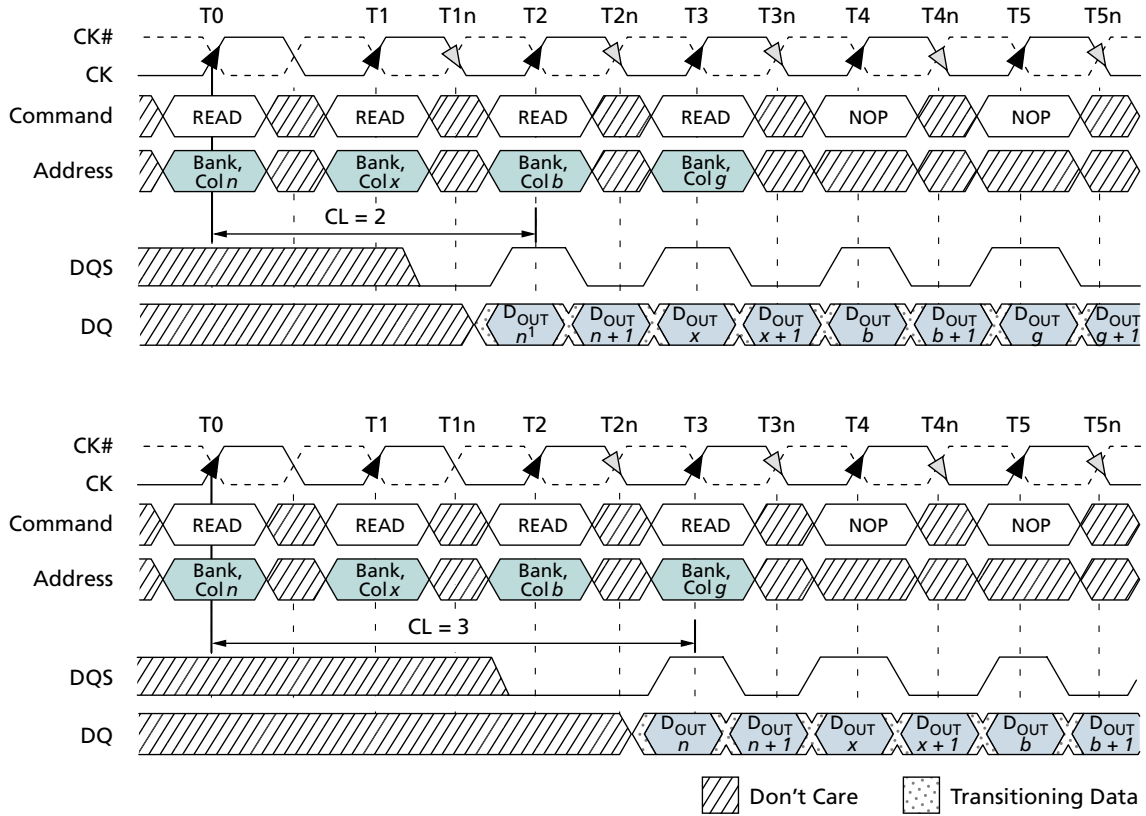 T0 T1 T1n T2 T2n T3 T3n T4 T4n T5 T5n
CK#
CK
Command READ READ READ READ NOP NOP
Address Bank, Col n Bank, Col x Bank, Col b Bank, Col g
CL = 2
DQS
DQ DOUT n1 DOUT n + 1 DOUT x DOUT x + 1 DOUT b DOUT b + 1 DOUT g DOUT g + 1
T0 T1 T1n T2 T2n T3 T3n T4 T4n T5 T5n
CK#
CK
Command READ READ READ READ NOP NOP
Address Bank, Col n Bank, Col x Bank, Col b Bank, Col g
CL = 3
DQS
DQ DOUT n DOUT n + 1 DOUT x DOUT x + 1 DOUT b DOUT b + 1
Don't Care Transitioning Data